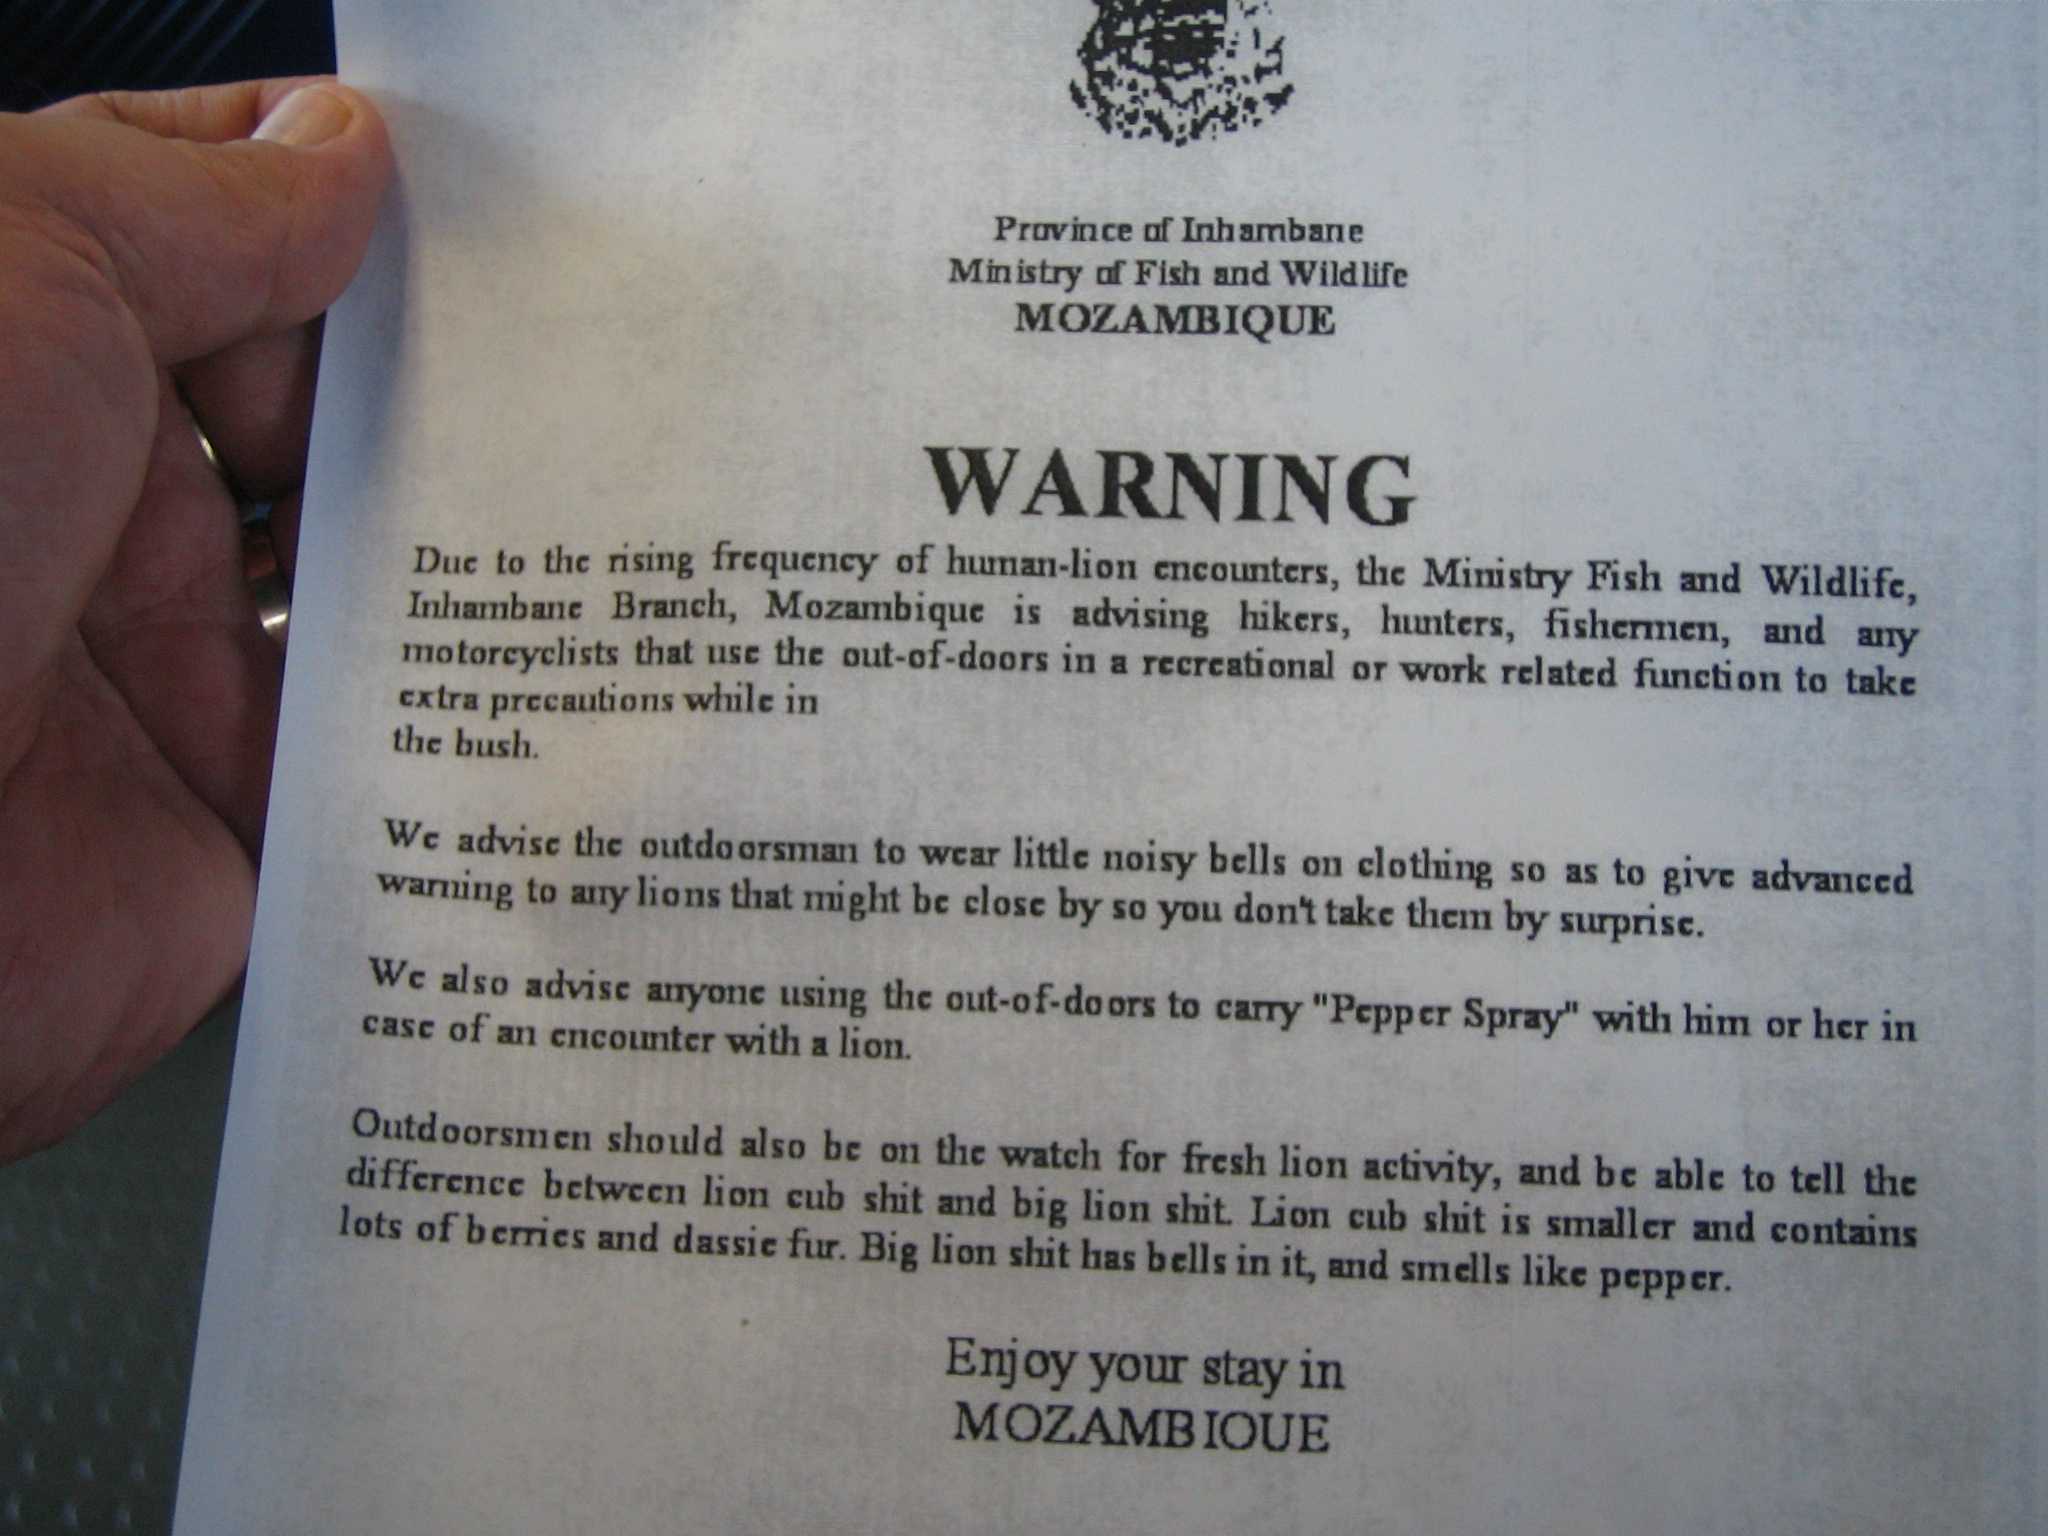 Province of Inhambane
Ministry of Fish and Wildlife
MOZAMBIQUE
WARNING
Due to the rising frequency of human-lion encounters, the Ministry Fish and Wildlife,
Inhambane Branch, Mozambique is advising hikers, hunters, fishermen, and any
motorcyclists that use the out-of-doors in a recreational or work related function to take
extra precautions while in
the bush.
We advise the outdoorsman to wear little noisy bells on clothing so as to give advanced
warning to any lions that might be close by so you don't take them by surprise.
We also advise anyone using the out-of-doors to carry "Pepper Spray" with him or her in
case of an encounter with a lion.
Outdoorsmen should also be on the watch for fresh lion activity, and be able to tell the
difference between lion cub shit and big lion shit. Lion cub shit is smaller and contains
lots of berries and dassie fur. Big lion shit has bells in it, and smells like pepper.
Enjoy your stay in
MOZAMBIQUE